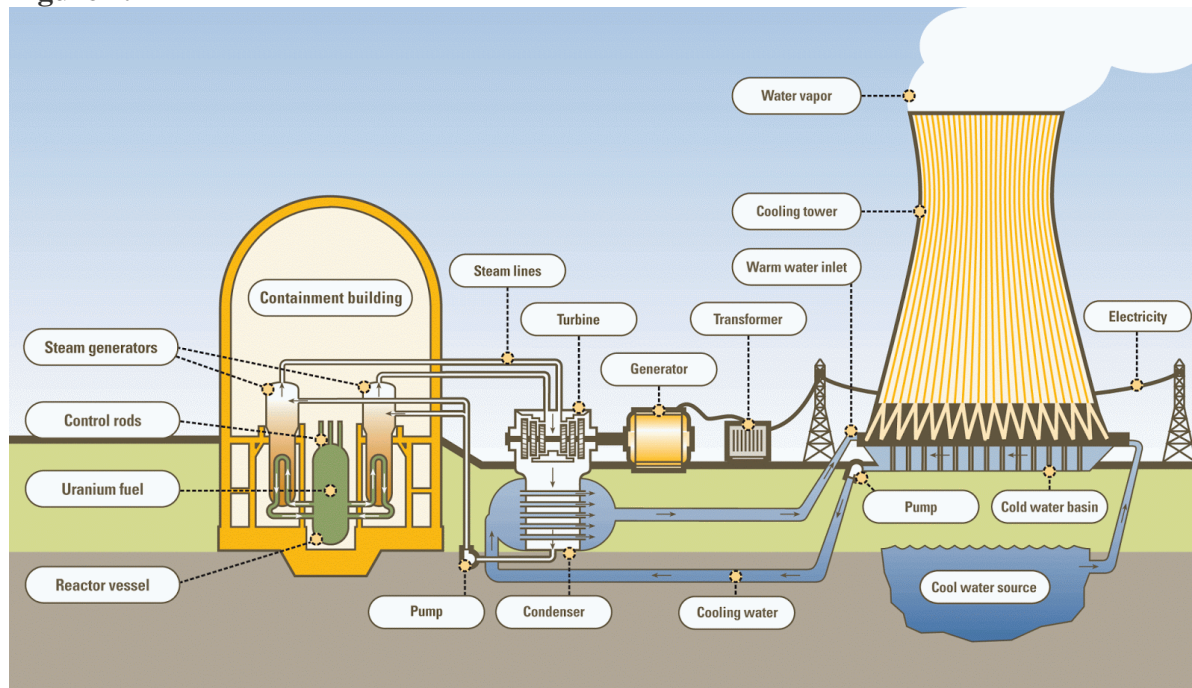 Water vapor
Cooling tower
Steam lines
Warm water inlet
Containment building
Turbine
Transformer
Electricity
Steam generators
Generator
Control rods
Uranium fuel
Pump
Cold water basin
Reactor vessel
Cool water source
Pump
Condenser
Cooling water